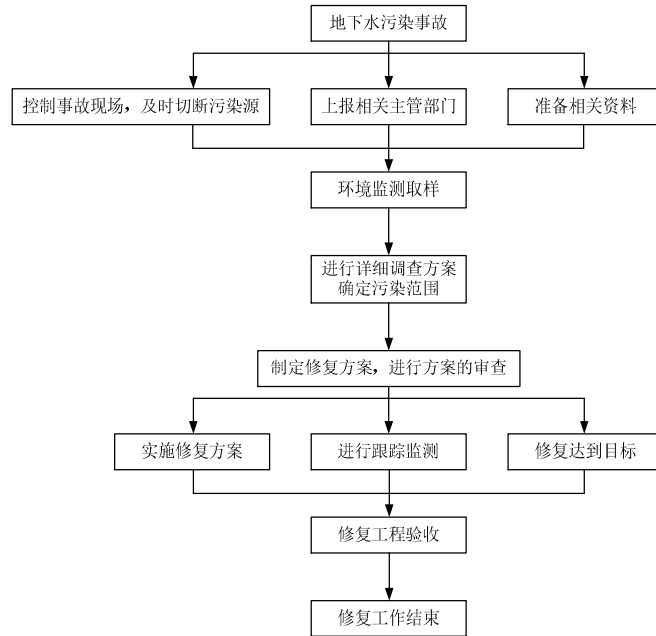 地下水污染事故
控制事故现场，及时切断污染源
上报相关主管部门
准备相关资料
环境监测取样
进行详细调查方案
确定污染范围
制定修复方案，进行方案的审查
实施修复方案
进行跟踪监测
修复达到目标
修复工程验收
修复工作结束